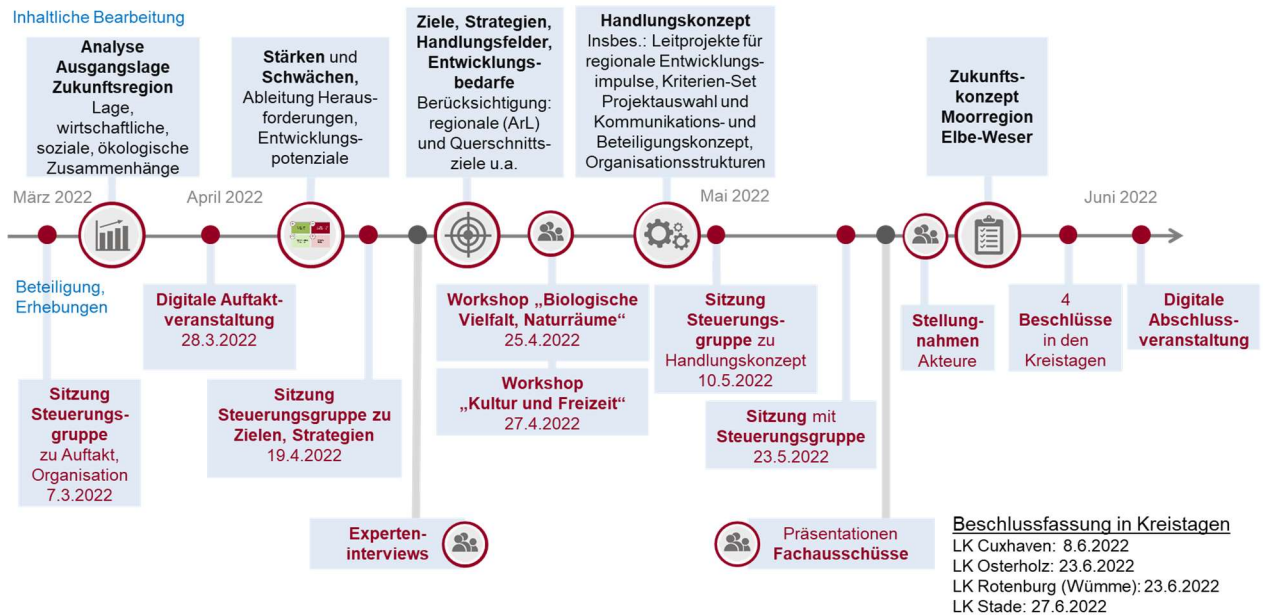 Inhaltliche Bearbeitung
Analyse
Ausgangslage
Zukunftsregion
Lage,
wirtschaftliche,
soziale, ökologische
Zusammenhänge
Stärken und
Schwächen,
Ableitung Heraus-
forderungen,
Entwicklungs-
potenziale
Ziele, Strategien,
Handlungsfelder,
Entwicklungs-
bedarfe
Berücksichtigung:
regionale (ArL)
und Querschnitts-
ziele u.a.
Handlungskonzept
Insbes.: Leitprojekte für
regionale Entwicklungs-
impulse, Kriterien-Set
Projektauswahl und
Kommunikations- und
Beteiligungskonzept,
Organisationsstrukturen
Zukunfts-
konzept
Moorregion
Elbe-Weser
März 2022
April 2022
Mai 2022
Juni 2022
Beteiligung,
Erhebungen
Sitzung
Steuerungs-
gruppe
zu Auftakt,
Organisation
7.3.2022
Digitale Auftakt-
veranstaltung
28.3.2022
Sitzung
Steuerungsgruppe zu
Zielen, Strategien
19.4.2022
Experten-
interviews
Workshop „Biologische
Vielfalt, Naturräume“
25.4.2022
Workshop
„Kultur und Freizeit“
27.4.2022
Sitzung
Steuerungs-
gruppe zu
Handlungskonzept
10.5.2022
Sitzung mit
Steuerungsgruppe
23.5.2022
Präsentationen
Fachausschüsse
Stellung-
nahmen
Akteure
4
Beschlüsse
in den
Kreistagen
Digitale
Abschluss-
veranstaltung
Beschlussfassung in Kreistagen
LK Cuxhaven: 8.6.2022
LK Osterholz: 23.6.2022
LK Rotenburg (Wümme): 23.6.2022
LK Stade: 27.6.2022